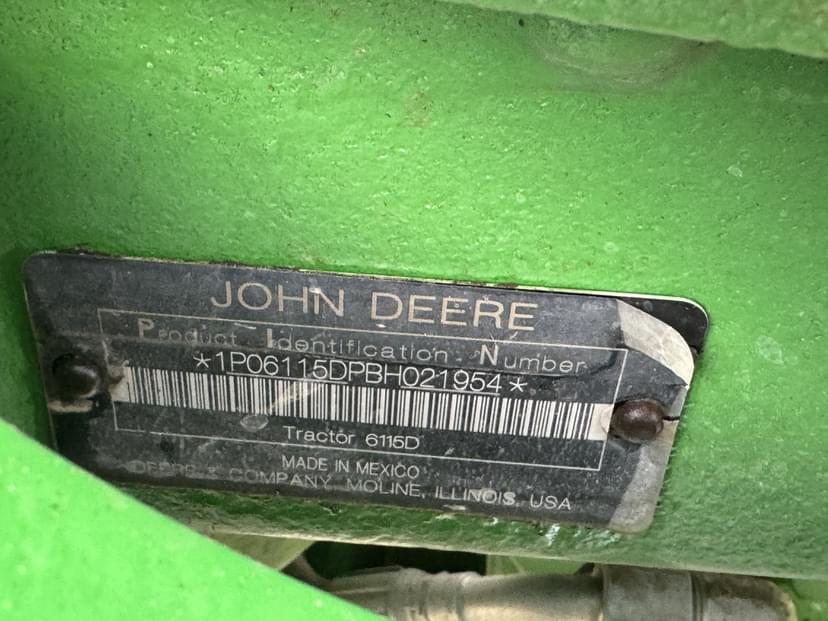 JOHN DEERE
Product Identification Number
*1P06115DPBH021954*
Tractor 6115D
MADE IN MEXICO
DEERE & COMPANY, MOLINE, ILLINOIS, USA